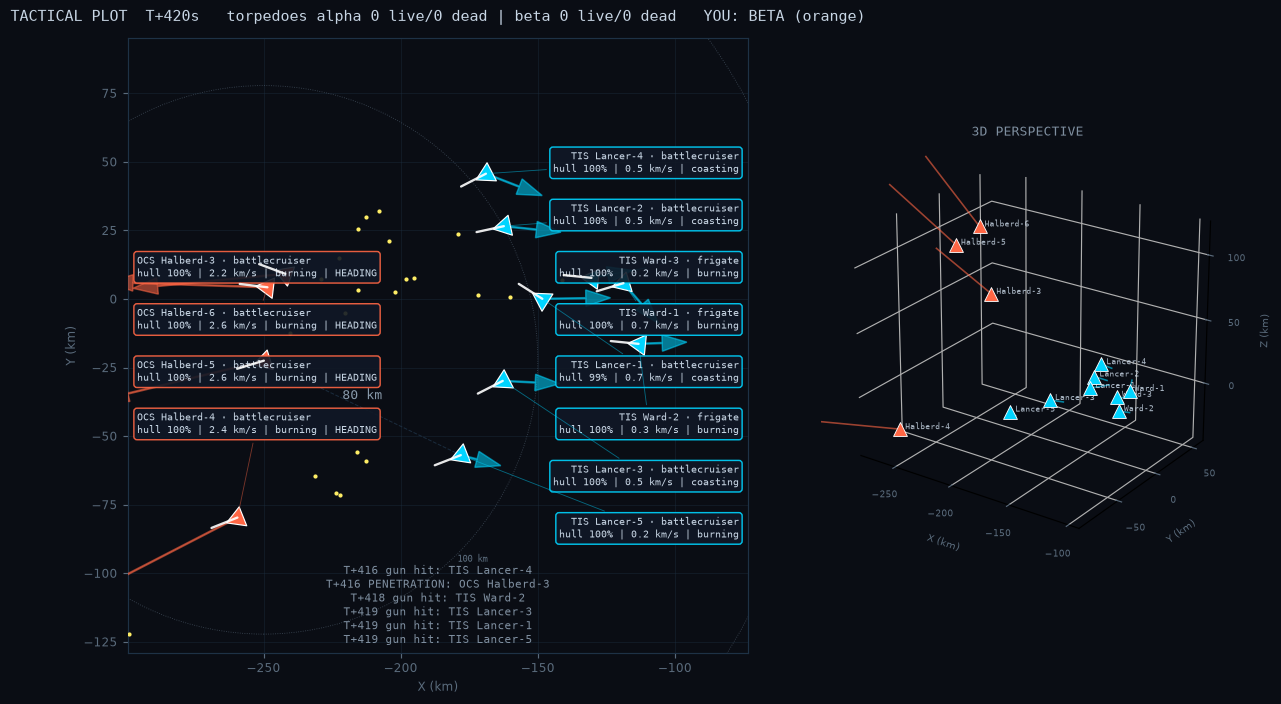 TACTICAL PLOT T+420s torpedoes alpha 0 live/0 dead | beta 0 live/0 dead YOU: BETA (orange)
3D PERSPECTIVE
75
50
25
0
−25
−50
−75
−100
−125
Y (km)
−250
−200
−150
−100
X (km)
OCS Halberd-3 · battlecruiser
hull 100% | 2.2 km/s | burning | HEADING
OCS Halberd-6 · battlecruiser
hull 100% | 2.6 km/s | burning | HEADING
OCS Halberd-5 · battlecruiser
hull 100% | 2.6 km/s | burning | HEADING
80 km
OCS Halberd-4 · battlecruiser
hull 100% | 2.4 km/s | burning | HEADING
TIS Lancer-4 · battlecruiser
hull 100% | 0.5 km/s | coasting
TIS Lancer-2 · battlecruiser
hull 100% | 0.5 km/s | coasting
TIS Ward-3 · frigate
hull 100% | 0.2 km/s | burning
TIS Ward-1 · frigate
hull 100% | 0.7 km/s | burning
TIS Lancer-1 · battlecruiser
hull 99% | 0.7 km/s | coasting
TIS Ward-2 · frigate
hull 100% | 0.3 km/s | burning
TIS Lancer-3 · battlecruiser
hull 100% | 0.5 km/s | coasting
TIS Lancer-5 · battlecruiser
hull 100% | 0.2 km/s | burning
100 km
T+416 gun hit: TIS Lancer-4
T+416 PENETRATION: OCS Halberd-3
T+418 gun hit: TIS Ward-2
T+419 gun hit: TIS Lancer-3
T+419 gun hit: TIS Lancer-1
T+419 gun hit: TIS Lancer-5
Halberd-6
Halberd-5
Halberd-3
Halberd-4
Lancer-4
Lancer-2
Lancer-3
Ward-1
Ward-2
100
50
0
Z (km)
50
0
−50
Y (km)
−250
−200
−150
−100
X (km)